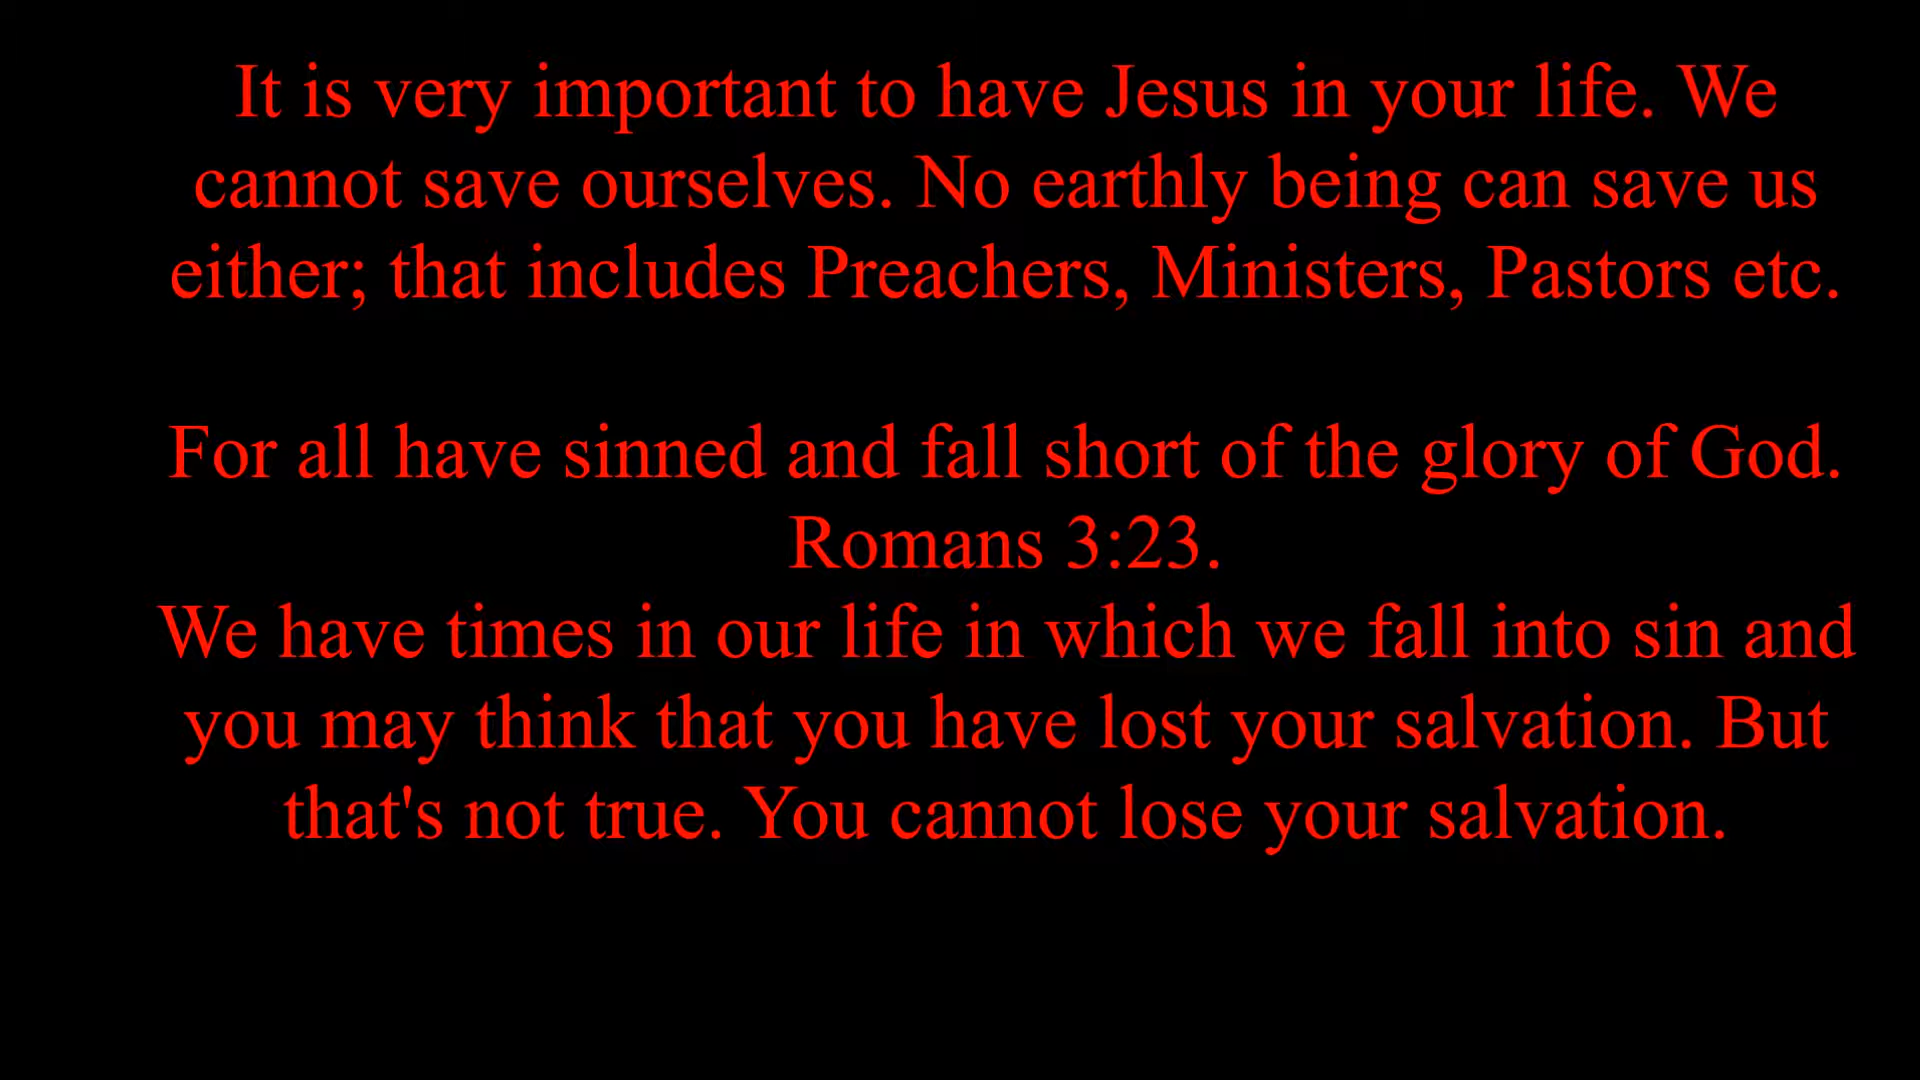 It is very important to have Jesus in your life. We
cannot save ourselves. No earthly being can save us
either; that includes Preachers, Ministers, Pastors etc.
For all have sinned and fall short of the glory of God.
Romans 3:23.
We have times in our life in which we fall into sin and
you may think that you have lost your salvation. But
that's not true. You cannot lose your salvation.